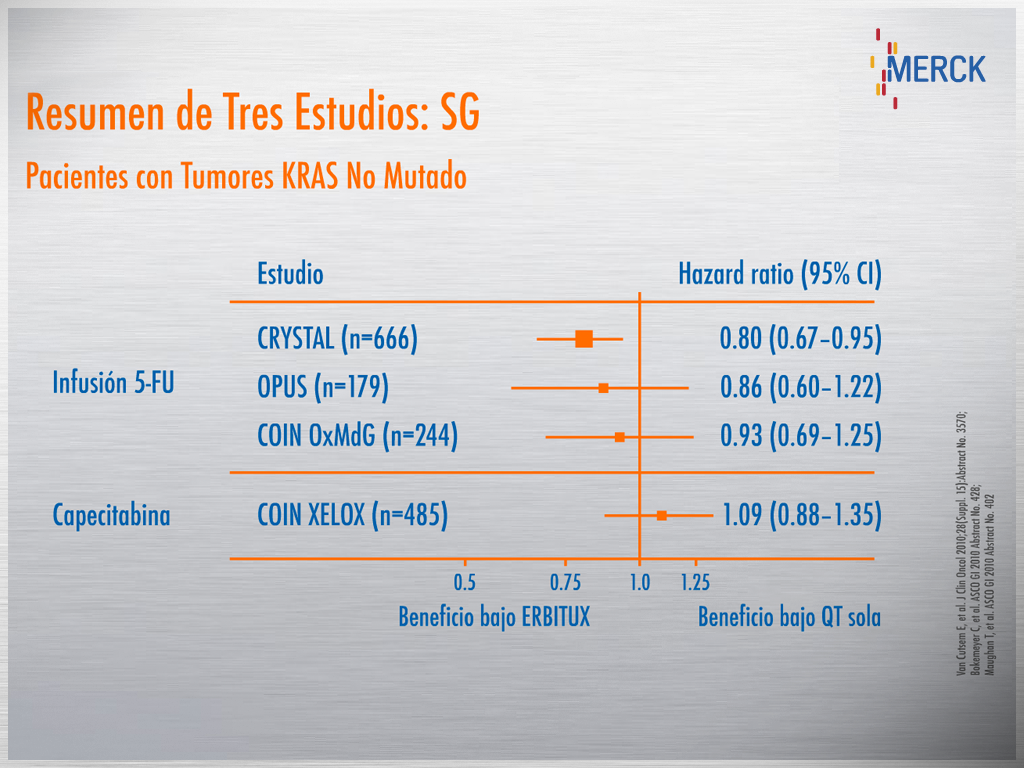 MERCK
Resumen de Tres Estudios: SG
Pacientes con Tumores KRAS No Mutado
Estudio Hazard ratio (95% CI)
CRYSTAL (n=666) 0.80 (0.67–0.95)
Infusión 5-FU
OPUS (n=179) 0.86 (0.60–1.22)
COIN OxMdG (n=244) 0.93 (0.69–1.25)
Capecitabina COIN XELOX (n=485) 1.09 (0.88–1.35)
0.5 0.75 1.0 1.25
Beneficio bajo ERBITUX Beneficio bajo QT sola
Van Cutsem E, et al. J Clin Oncol 2010;28(Suppl. 15):Abstract No. 3570;
Bokemeyer C, et al. ASCO GI 2010 Abstract No. 428;
Maughan T, et al. ASCO GI 2010 Abstract No. 402